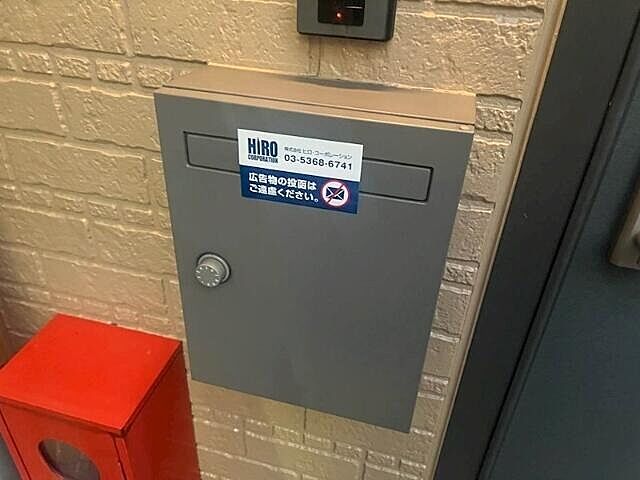 HIRO
CORPORATION
株式会社 ヒロ・コーポレーション
03-5368-6741
広告物の投函は
ご遠慮ください。